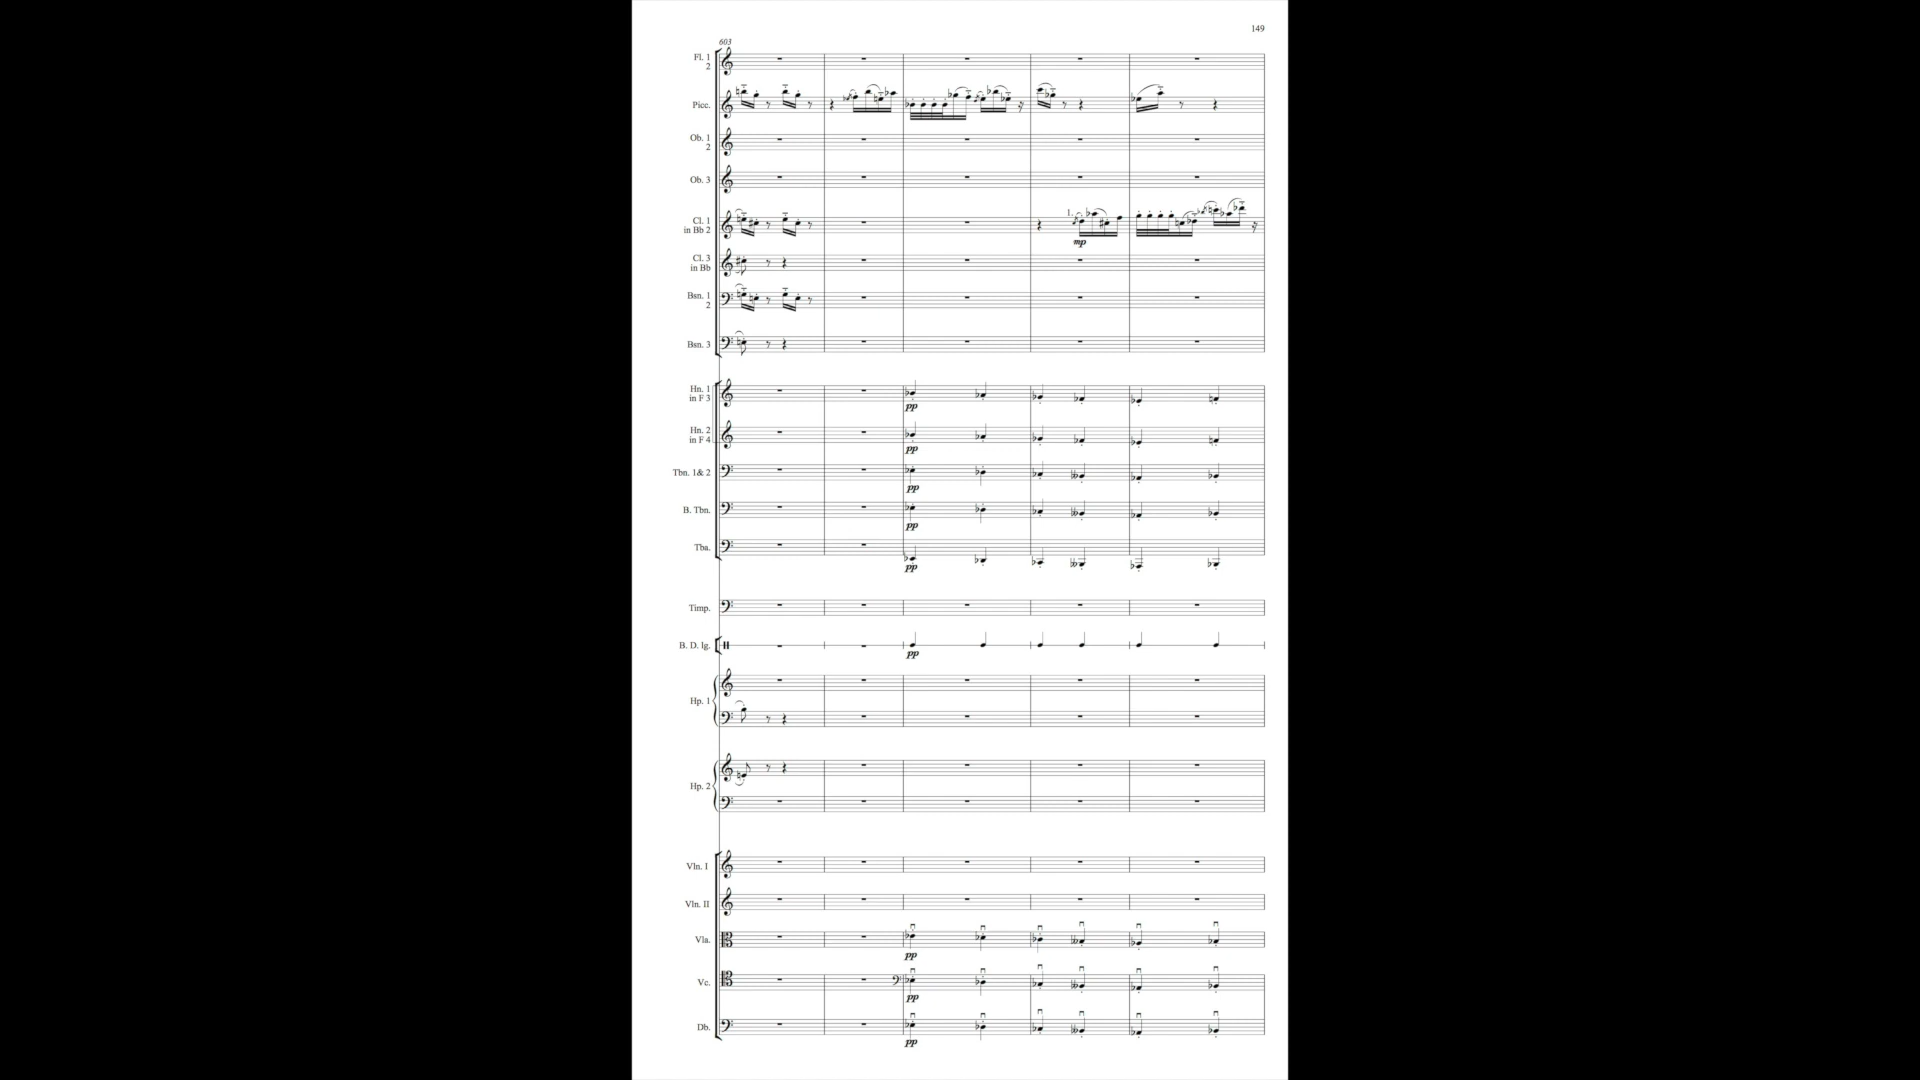 149
603
Fl. 1
2
Picc.
Ob. 1
2
Ob. 3
Cl. 1
in Bb 2
1.
mp
Cl. 3
in Bb
Bsn. 1
2
Bsn. 3
Hn. 1
in F 3
pp
Hn. 2
in F 4
pp
Tbn. 1& 2
pp
B. Tbn.
pp
Tba.
pp
Timp.
B. D. lg.
pp
Hp. 1
Hp. 2
Vln. I
Vln. II
Vla.
pp
Vc.
pp
Db.
pp